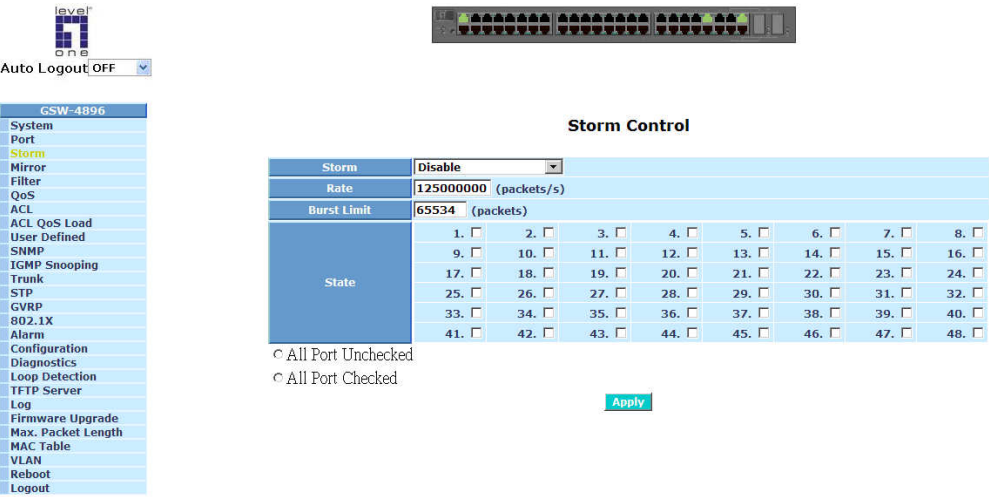 level
one
Auto Logout OFF
GSW-4896
System
Port
Storm
Mirror
Filter
QoS
ACL
ACL QoS Load
User Defined
SNMP
IGMP Snooping
Trunk
STP
GVRP
802.1X
Alarm
Configuration
Diagnostics
Loop Detection
TFTP Server
Log
Firmware Upgrade
Max. Packet Length
MAC Table
VLAN
Reboot
Logout
Storm Control
Storm Disable
Rate 125000000 (packets/s)
Burst Limit 65534 (packets)
State
1. 2. 3. 4. 5. 6. 7. 8.
9. 10. 11. 12. 13. 14. 15. 16.
17. 18. 19. 20. 21. 22. 23. 24.
25. 26. 27. 28. 29. 30. 31. 32.
33. 34. 35. 36. 37. 38. 39. 40.
41. 42. 43. 44. 45. 46. 47. 48.
All Port Unchecked
All Port Checked
Apply